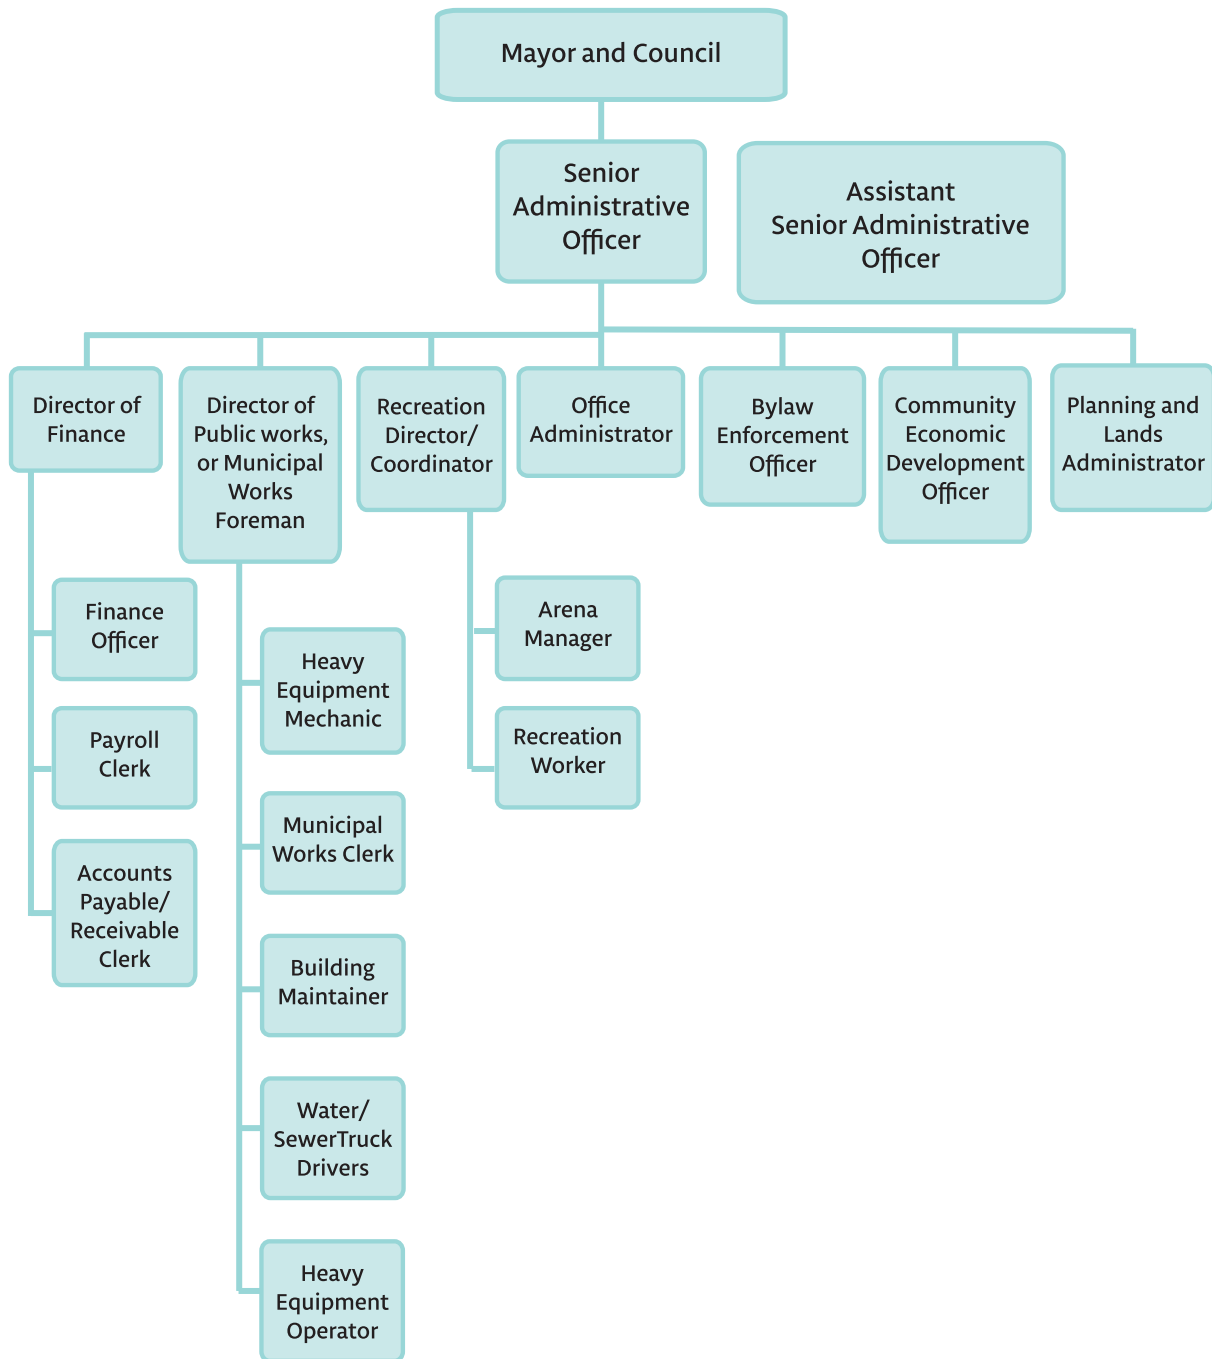 Mayor and Council
Senior
Administrative
Officer
Assistant
Senior Administrative
Officer
Director of
Finance
Director of
Public works,
or Municipal
Works
Foreman
Recreation
Director/
Coordinator
Office
Administrator
Bylaw
Enforcement
Officer
Community
Economic
Development
Officer
Planning and
Lands
Administrator
Finance
Officer
Payroll
Clerk
Accounts
Payable/
Receivable
Clerk
Heavy
Equipment
Mechanic
Municipal
Works Clerk
Building
Maintainer
Water/
SewerTruck
Drivers
Heavy
Equipment
Operator
Arena
Manager
Recreation
Worker